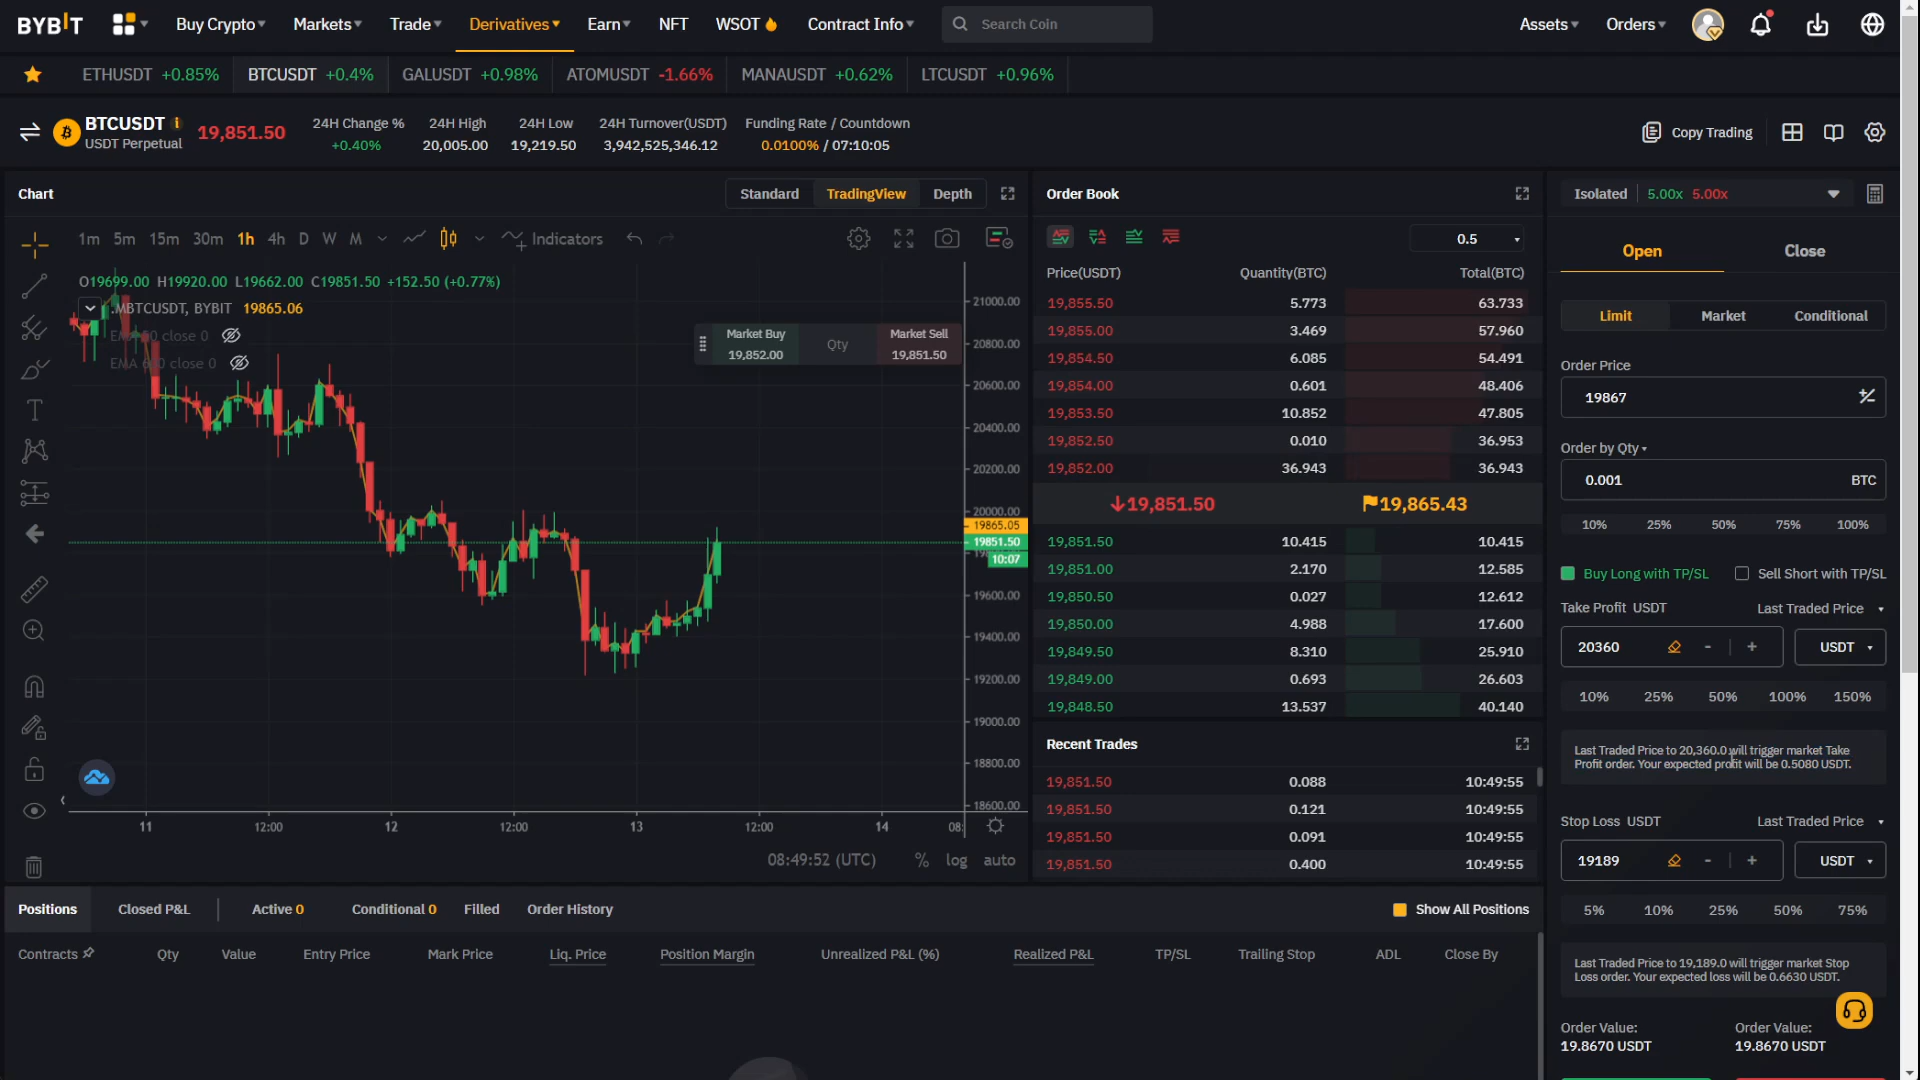 BYBIT Buy Crypto Markets Trade Derivatives Earn NFT WSOT Contract Info Search Coin Assets Orders
ETHUSDT +0.85% BTCUSDT +0.4% GALUSDT +0.98% ATOMUSDT -1.66% MANAUSDT +0.62% LTCUSDT +0.96%
BTCUSDT i 19,851.50 24H Change % 24H High 24H Low 24H Turnover(USDT) Funding Rate / Countdown Copy Trading
USDT Perpetual +0.40% 20,005.00 19,219.50 3,942,525,346.12 0.0100% / 07:10:05
Chart Standard TradingView Depth
1m 5m 15m 30m 1h 4h D W M Indicators
O19699.00 H19920.00 L19662.00 C19851.50 +152.50 (+0.77%)
.MBTCUSDT, BYBIT 19865.06
close 0
EMA close 0
Market Buy Qty Market Sell
19,852.00 19,851.50
21000.00
20800.00
20600.00
20400.00
20200.00
20000.00
19865.05
19851.50
10:07
19600.00
19400.00
19200.00
19000.00
18800.00
18600.00
11 12:00 12 12:00 13 12:00 14 08:
08:49:52 (UTC) % log auto
Order Book
0.5
Price(USDT) Quantity(BTC) Total(BTC)
19,855.50 5.773 63.733
19,855.00 3.469 57.960
19,854.50 6.085 54.491
19,854.00 0.601 48.406
19,853.50 10.852 47.805
19,852.50 0.010 36.953
19,852.00 36.943 36.943
19,851.50 19,865.43
19,851.50 10.415 10.415
19,851.00 2.170 12.585
19,850.50 0.027 12.612
19,850.00 4.988 17.600
19,849.50 8.310 25.910
19,849.00 0.693 26.603
19,848.50 13.537 40.140
Recent Trades
19,851.50 0.088 10:49:55
19,851.50 0.121 10:49:55
19,851.50 0.091 10:49:55
19,851.50 0.400 10:49:55
Isolated 5.00x 5.00x
Open Close
Limit Market Conditional
Order Price
19867
Order by Qty
0.001 BTC
10% 25% 50% 75% 100%
Buy Long with TP/SL Sell Short with TP/SL
Take Profit USDT Last Traded Price
20360 - + USDT
10% 25% 50% 100% 150%
Last Traded Price to 20,360.0 will trigger market Take
Profit order. Your expected profit will be 0.5080 USDT.
Stop Loss USDT Last Traded Price
19189 - + USDT
5% 10% 25% 50% 75%
Last Traded Price to 19,189.0 will trigger market Stop
Loss order. Your expected loss will be 0.6630 USDT.
Order Value: Order Value:
19.8670 USDT 19.8670 USDT
Positions Closed P&L Active 0 Conditional 0 Filled Order History Show All Positions
Contracts Qty Value Entry Price Mark Price Liq. Price Position Margin Unrealized P&L (%) Realized P&L TP/SL Trailing Stop ADL Close By